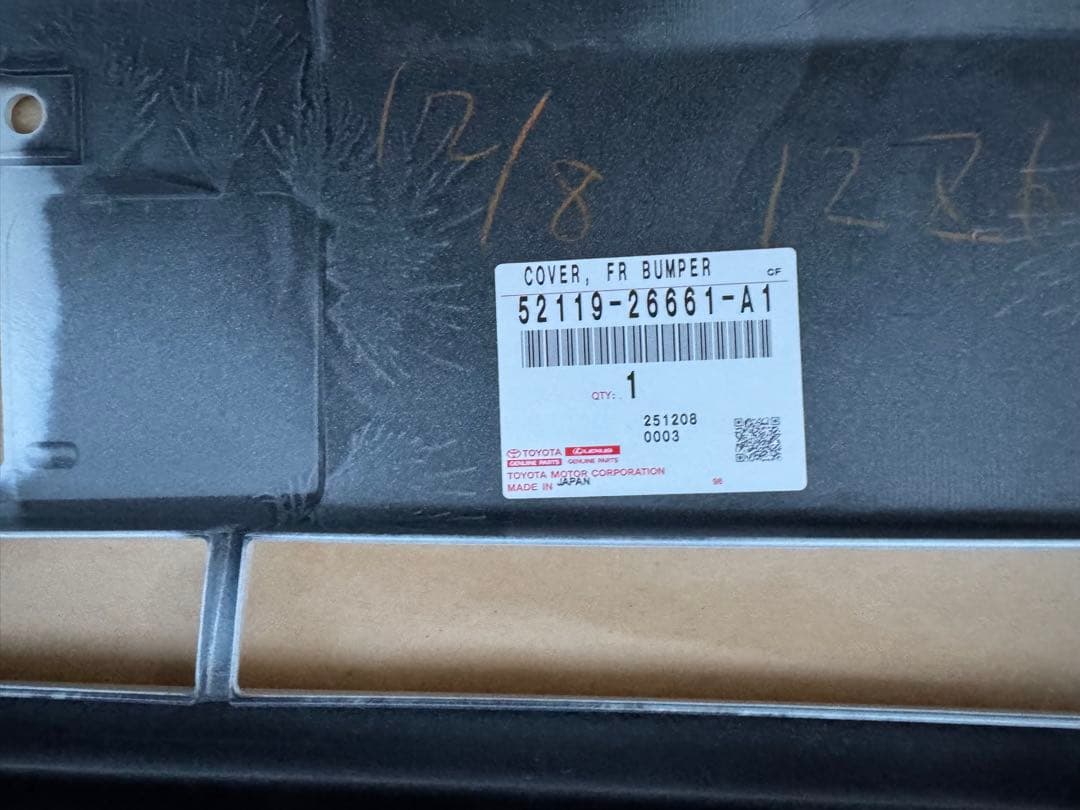 12/8
COVER, FR BUMPER CF
52119-26661-A1
QTY: 1
251208
0003
TOYOTA LEXUS
GENUINE PARTS GENUINE PARTS
TOYOTA MOTOR CORPORATION
MADE IN JAPAN 96